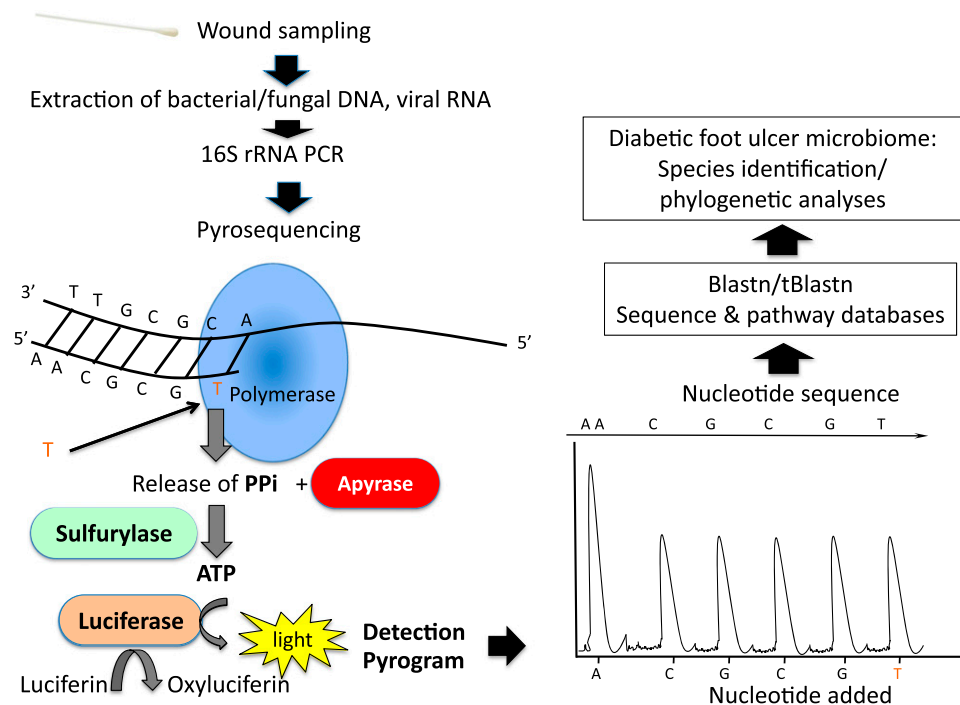 Wound sampling
Extraction of bacterial/fungal DNA, viral RNA
16S rRNA PCR
Pyrosequencing
3’ T T G C G C A
5’
5’
A A C G C G T
Polymerase
T
Release of PPi + Apyrase
Sulfurylase
ATP
Luciferase
light
Detection
Pyrogram
Luciferin Oxyluciferin
Diabetic foot ulcer microbiome:
Species identification/
phylogenetic analyses
Blastn/tBlastn
Sequence & pathway databases
Nucleotide sequence
A A C G C G T
A C G C G T
Nucleotide added